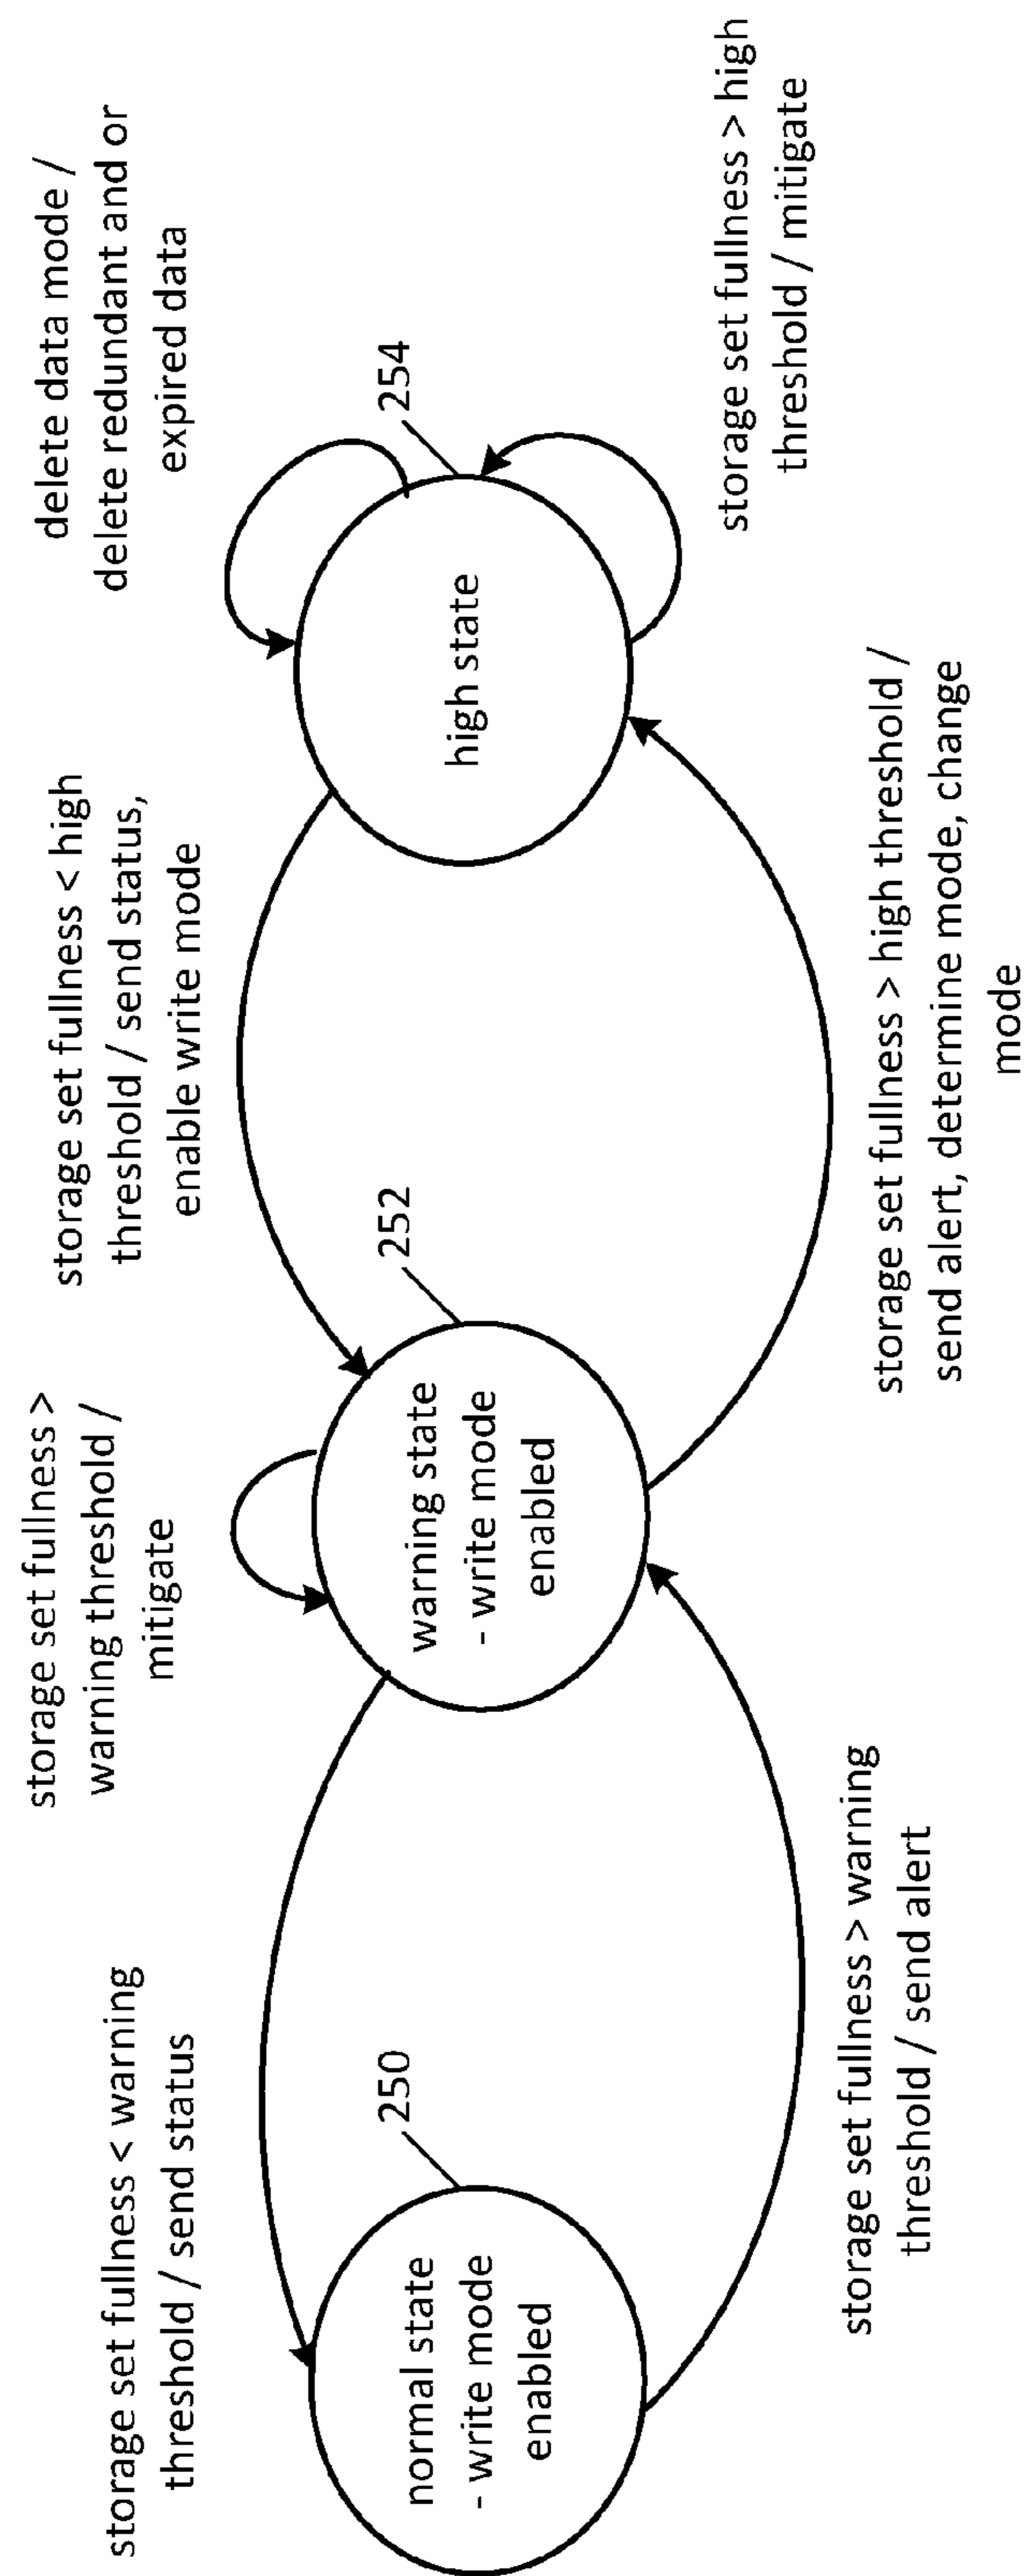 storage set fullness < warning
threshold / send status
storage set fullness >
warning threshold /
mitigate
storage set fullness < high
threshold / send status,
enable write mode
delete data mode /
delete redundant and or
expired data
250
252
254
normal state
- write mode
enabled
warning state
- write mode
enabled
high state
storage set fullness > warning
threshold / send alert
storage set fullness > high threshold /
send alert, determine mode, change
mode
storage set fullness > high
threshold / mitigate